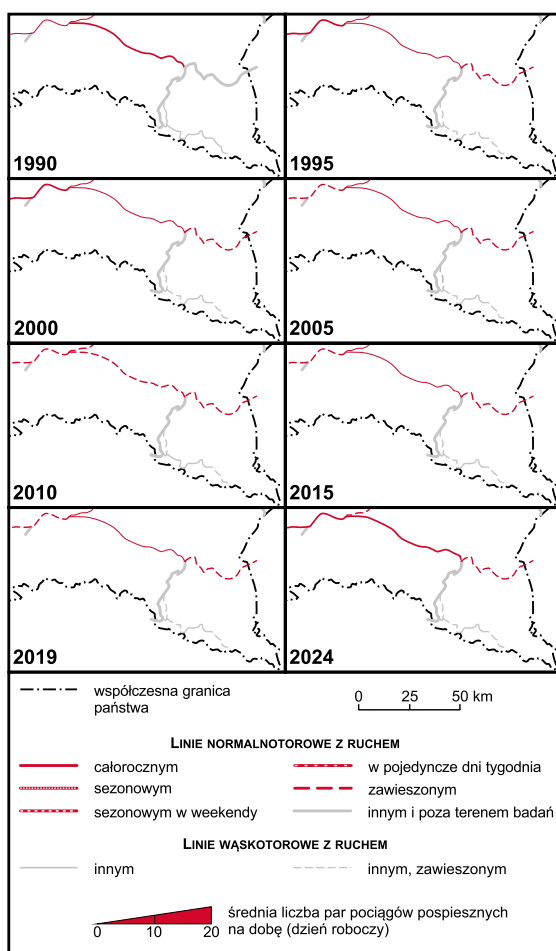 1990
1995
2000
2005
2010
2015
2019
2024
współczesna granica
państwa
0 25 50 km
LINIE NORMALNOTOROWE Z RUCHEM
całorocznym
w pojedyncze dni tygodnia
sezonowym
zawieszonym
sezonowym w weekendy
innym i poza terenem badań
LINIE WĄSKOTOROWE Z RUCHEM
innym
innym, zawieszonym
0 10 20
średnia liczba par pociągów pospiesznych
na dobę (dzień roboczy)